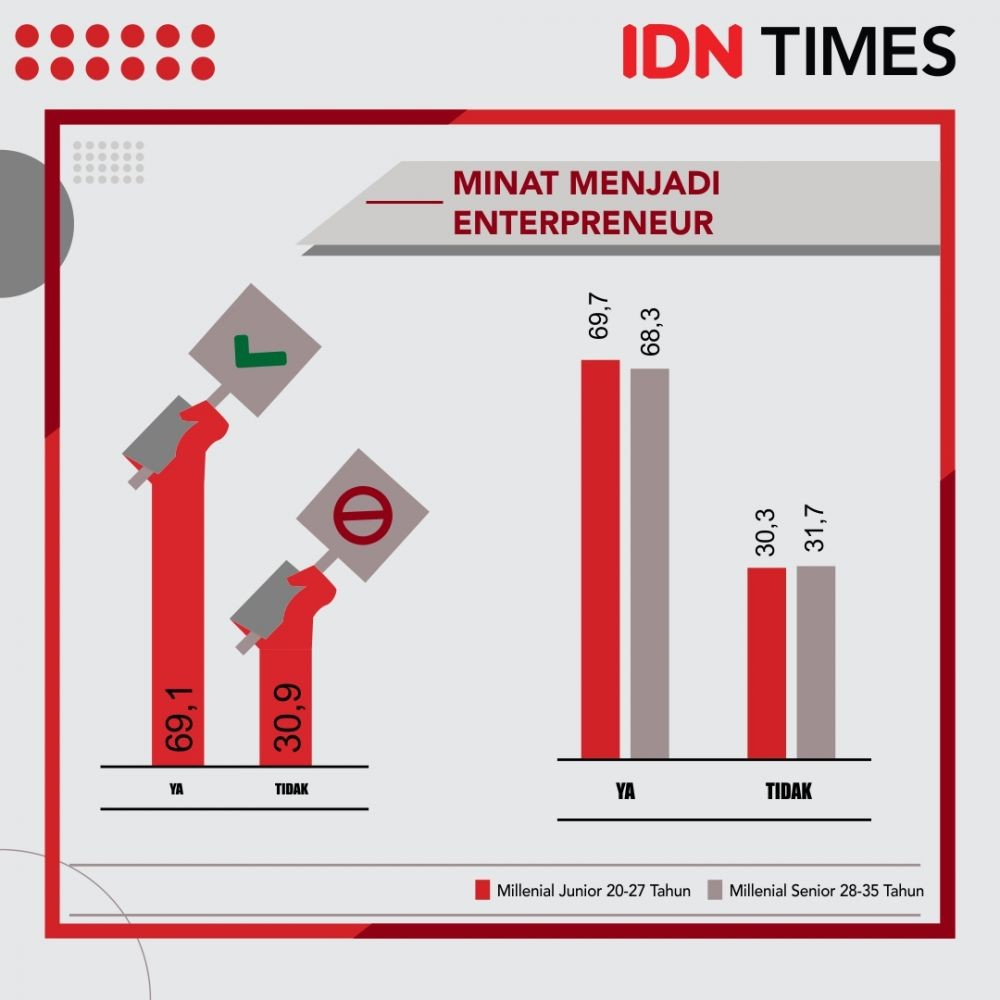 IDN TIMES
MINAT MENJADI
ENTERPRENEUR
69,1
30,9
YA
TIDAK
69,7
68,3
30,3
31,7
YA
TIDAK
Millenial Junior 20-27 Tahun
Millenial Senior 28-35 Tahun